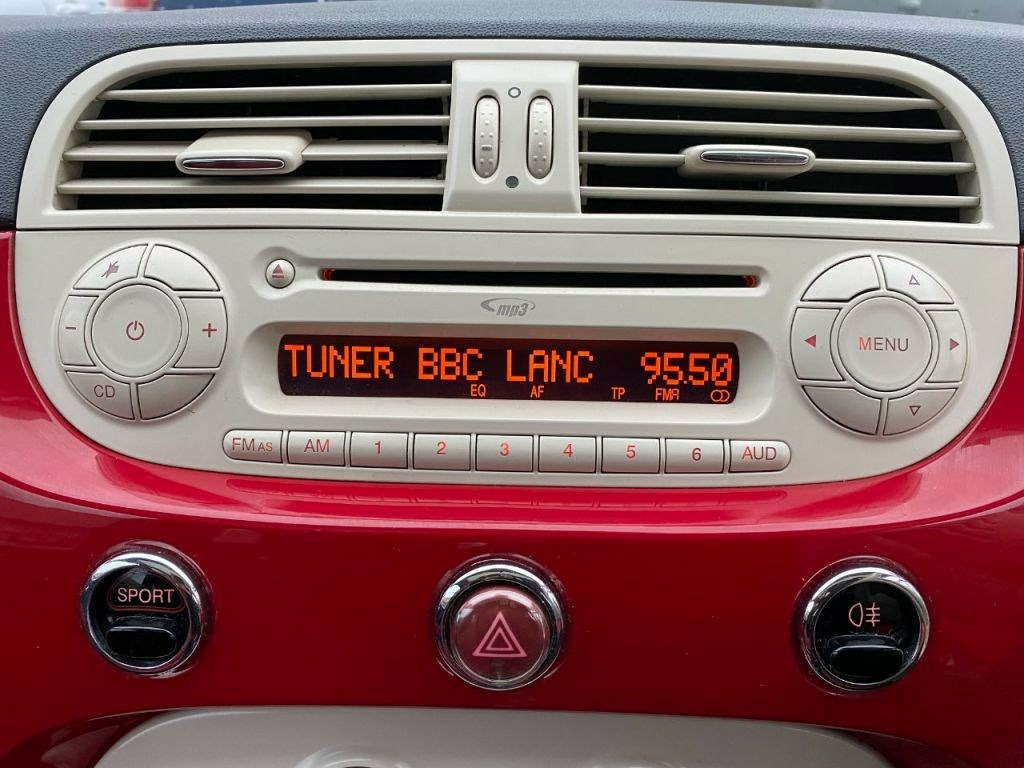 mp3
TUNER BBC LANC 95.50
EQ AF TP FMR
- + MENU
CD
FM AS AM 1 2 3 4 5 6 AUD
SPORT